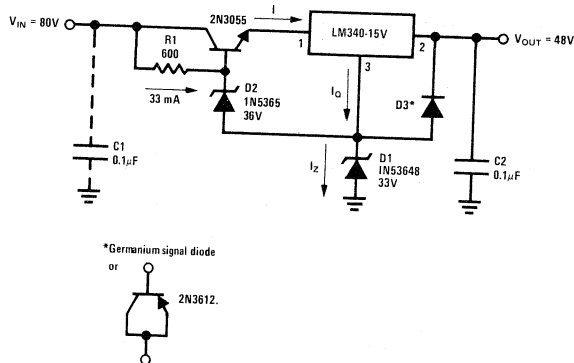 V_IN = 80V
2N3055
I
LM340-15V
1
2
3
V_OUT = 48V
R1
600
33 mA
D2
1N5365
36V
I_Q
D3*
C1
0.1μF
I_Z
D1
IN53648
33V
C2
0.1μF
*Germanium signal diode
or
2N3612.